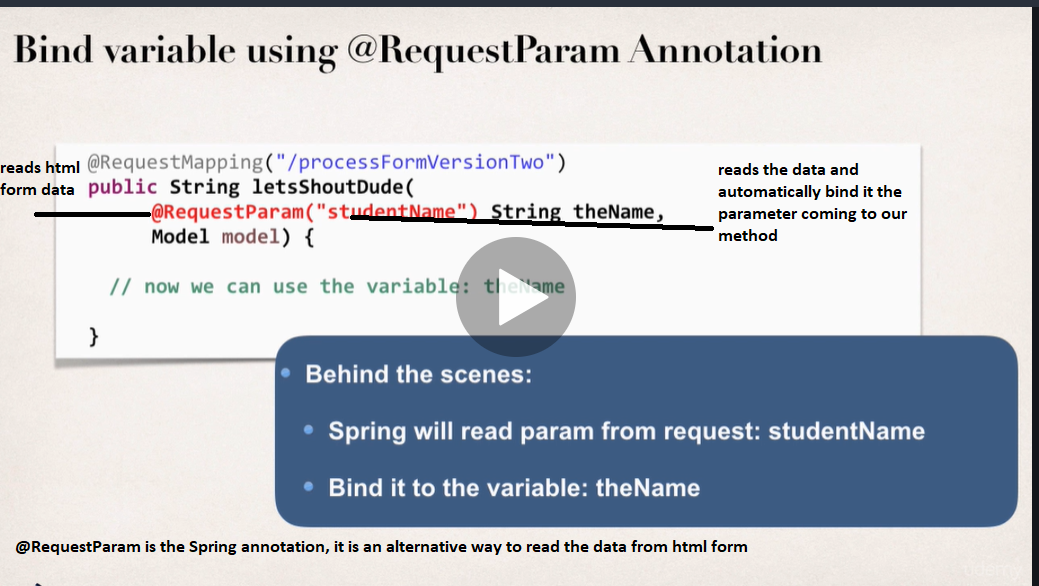 Bind variable using @RequestParam Annotation
reads html
form data
@RequestMapping("/processFormVersionTwo")
public String letsShoutDude(
@RequestParam("studentName") String theName,
Model model) {
// now we can use the variable: theName
}
reads the data and
automatically bind it the
parameter coming to our
method
Behind the scenes:
Spring will read param from request: studentName
Bind it to the variable: theName
@RequestParam is the Spring annotation, it is an alternative way to read the data from html form
udemy